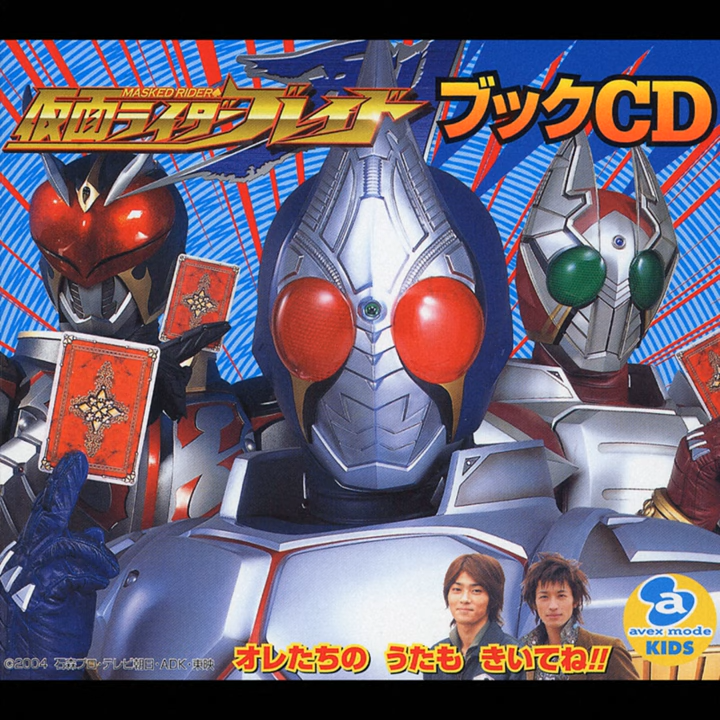 MASKED RIDER
仮面ライダーブレイド
ブックCD
a
avex mode
KIDS
オレたちの うたも きいてね!!
©2004 石森プロ・テレビ朝日・ADK・東映